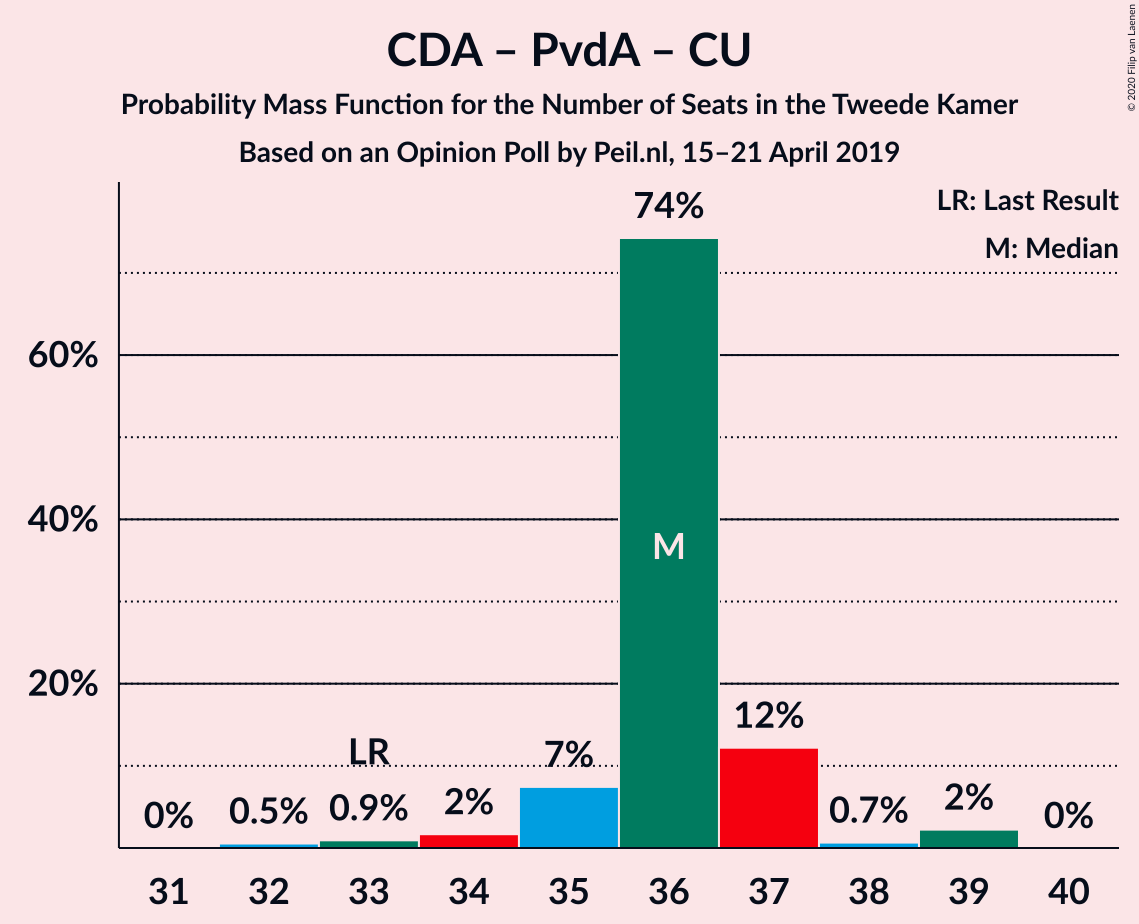 CDA – PvdA – CU
Probability Mass Function for the Number of Seats in the Tweede Kamer
Based on an Opinion Poll by Peil.nl, 15–21 April 2019
© 2020 Filip van Laenen
LR: Last Result
M: Median
74%
60%
40%
M
20%
12%
LR
7%
0%
0.5%
0.9%
2%
0.7%
2%
0%
31 32 33 34 35 36 37 38 39 40